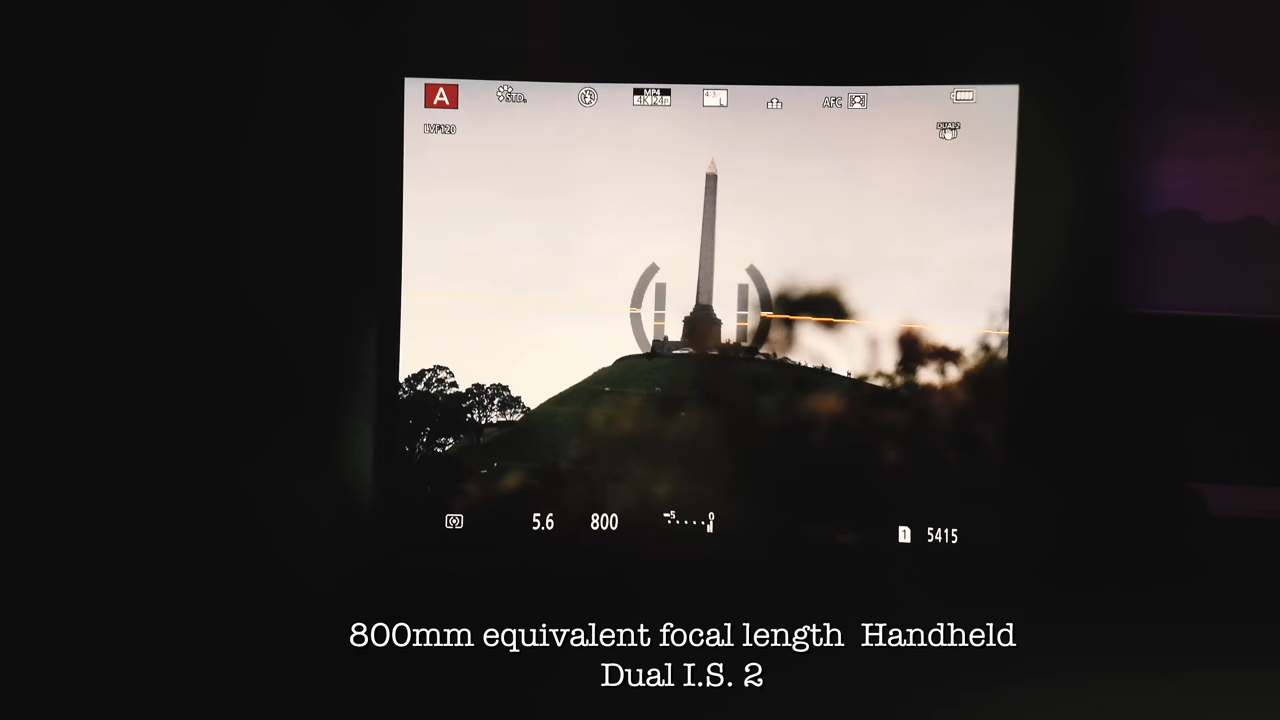 A STD. MP4 4K 24p 4:3 L AFC
LVF120 DUAL2
5.6 800 -5 0 1 5415
800mm equivalent focal length Handheld
Dual I.S. 2